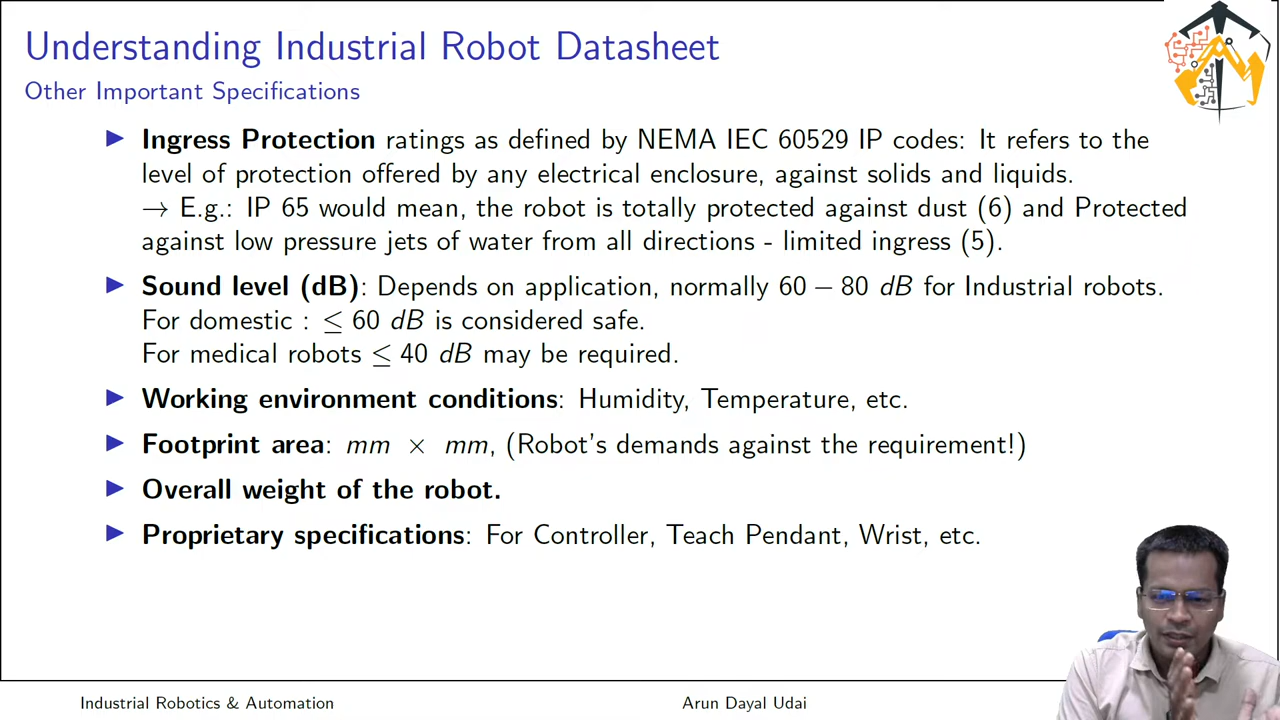 Understanding Industrial Robot Datasheet
Other Important Specifications
▶ Ingress Protection ratings as defined by NEMA IEC 60529 IP codes: It refers to the
level of protection offered by any electrical enclosure, against solids and liquids.
→ E.g.: IP 65 would mean, the robot is totally protected against dust (6) and Protected
against low pressure jets of water from all directions - limited ingress (5).
▶ Sound level (dB): Depends on application, normally 60 – 80 dB for Industrial robots.
For domestic : ≤ 60 dB is considered safe.
For medical robots ≤ 40 dB may be required.
▶ Working environment conditions: Humidity, Temperature, etc.
▶ Footprint area: mm × mm, (Robot's demands against the requirement!)
▶ Overall weight of the robot.
▶ Proprietary specifications: For Controller, Teach Pendant, Wrist, etc.
Industrial Robotics & Automation
Arun Dayal Udai